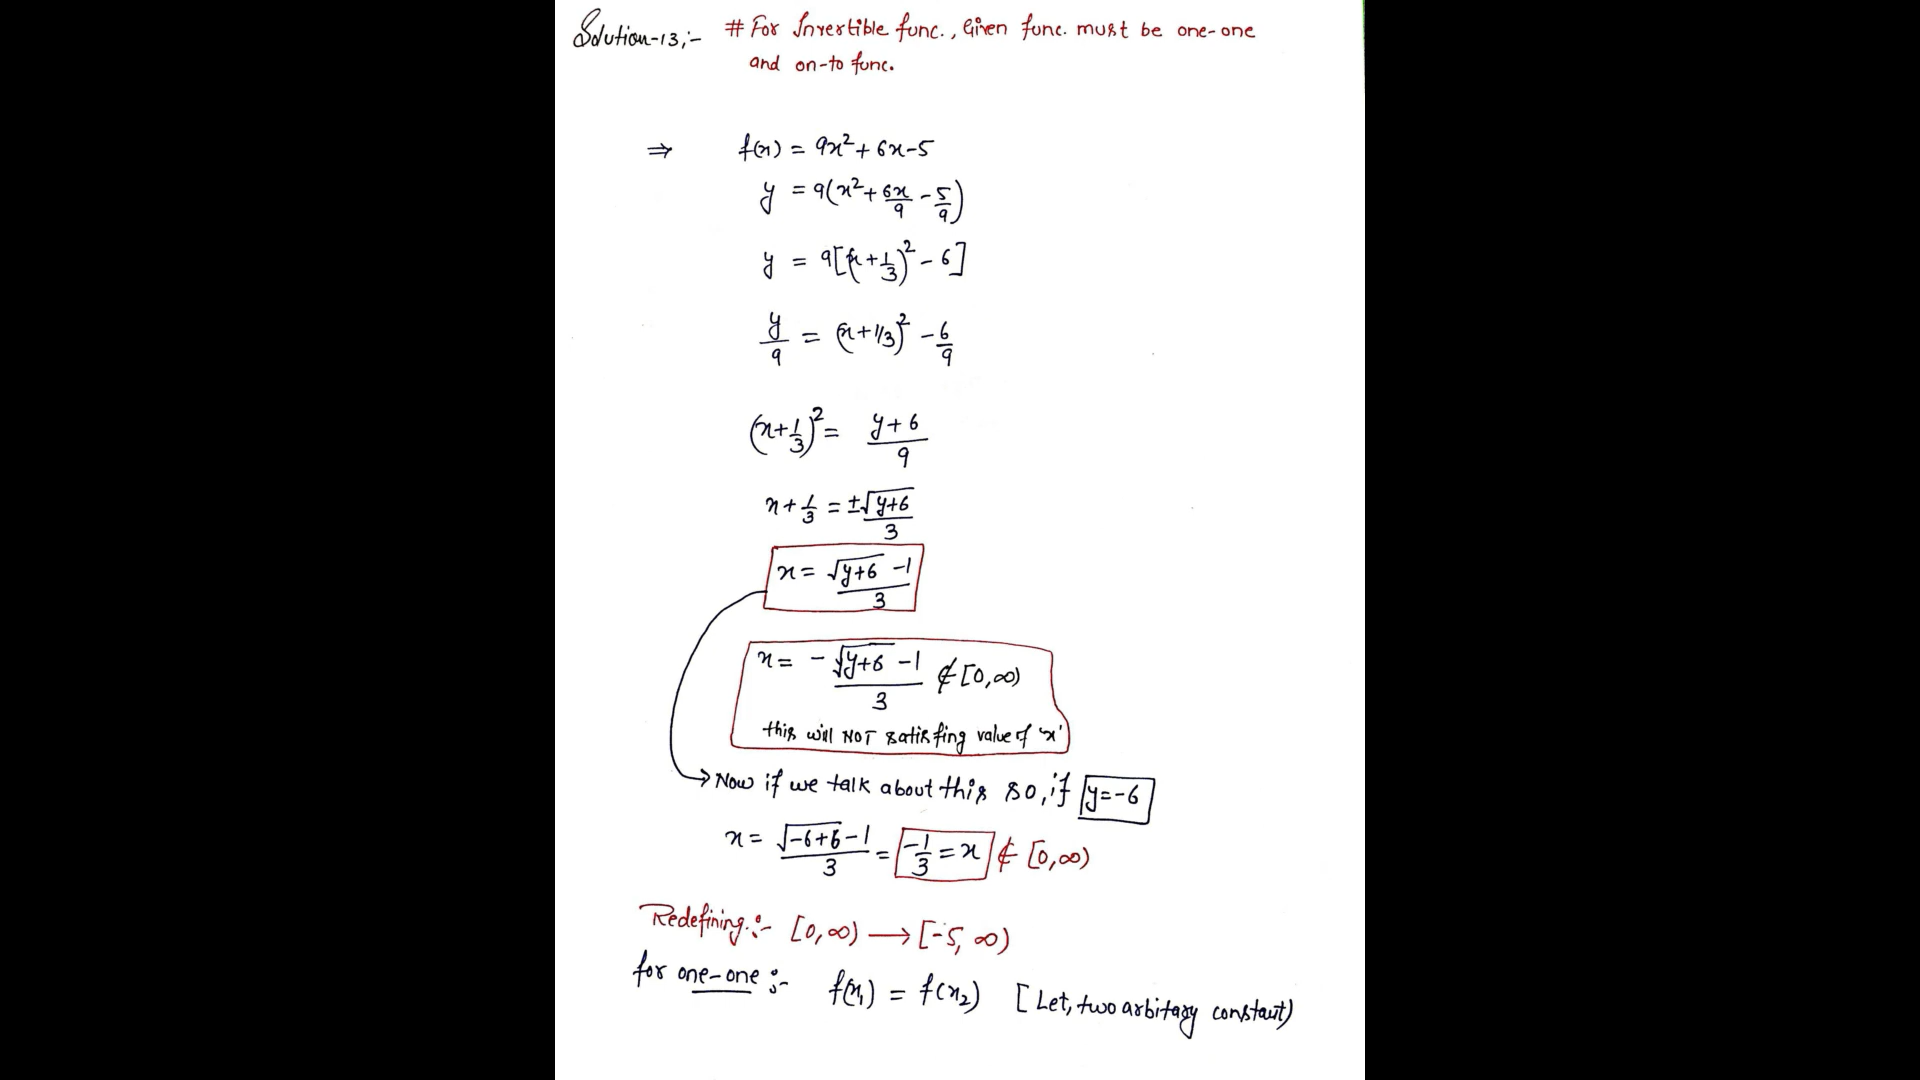 Solution-13:- # For Invertible func., Given func. must be one-one
and on-to func.
⇒ f(x) = 9x² + 6x-5
y = 9(x² + 6x/9 - 5/9)
y = 9[(x+1/3)² - 6]
y/9 = (x+1/3)² - 6/9
(x+1/3)² = (y+6)/9
x + 1/3 = ±√(y+6)/3
x = (√(y+6) -1)/3
x = (-√(y+6) -1)/3 ∉ [0,∞)
this will NOT satisfing value of 'x'
→ Now if we talk about this so, if y=-6
x = (√(-6+6) -1)/3 = -1/3 = x ∉ [0,∞)
Redefining:- [0,∞) → [-5, ∞)
for one-one:- f(x₁) = f(x₂) [Let, two arbitary constant)